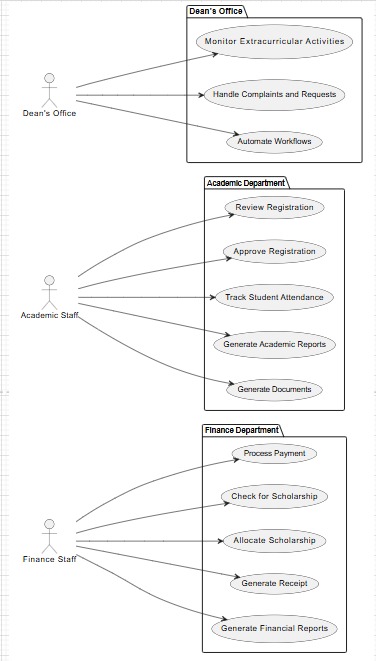 Dean's Office
Monitor Extracurricular Activities
Handle Complaints and Requests
Dean's Office
Automate Workflows
Academic Department
Review Registration
Approve Registration
Track Student Attendance
Academic Staff
Generate Academic Reports
Generate Documents
Finance Department
Process Payment
Check for Scholarship
Allocate Scholarship
Finance Staff
Generate Receipt
Generate Financial Reports